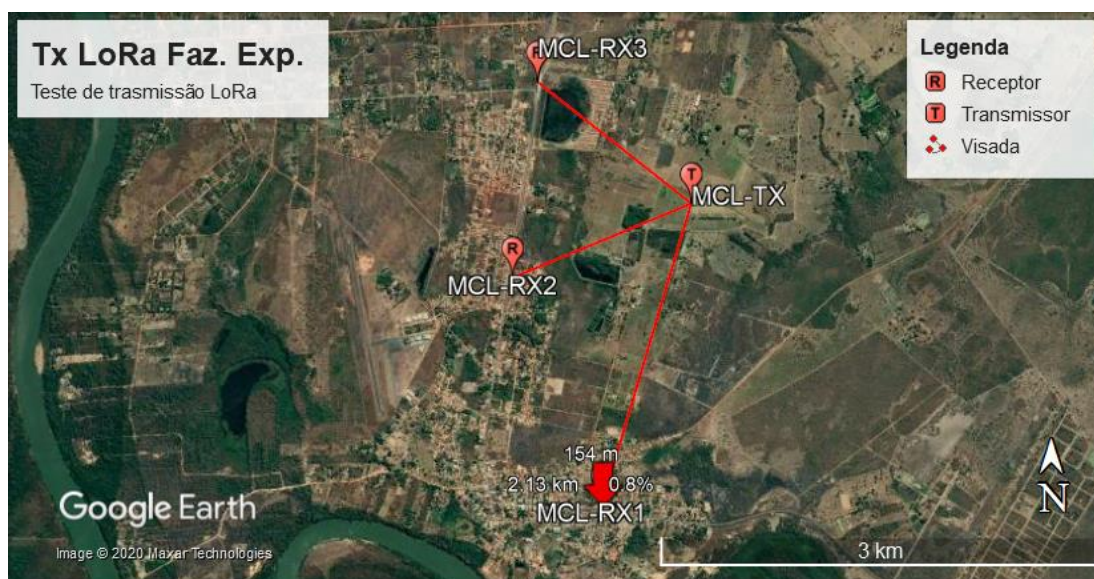 Tx LoRa Faz. Exp.
Teste de trasmissão LoRa
Legenda
R Receptor
T Transmissor
Visada
R
MCL-RX3
T
MCL-TX
R
MCL-RX2
154 m
2.13 km 0.8%
MCL-RX1
N
3 km
Google Earth
Image © 2020 Maxar Technologies